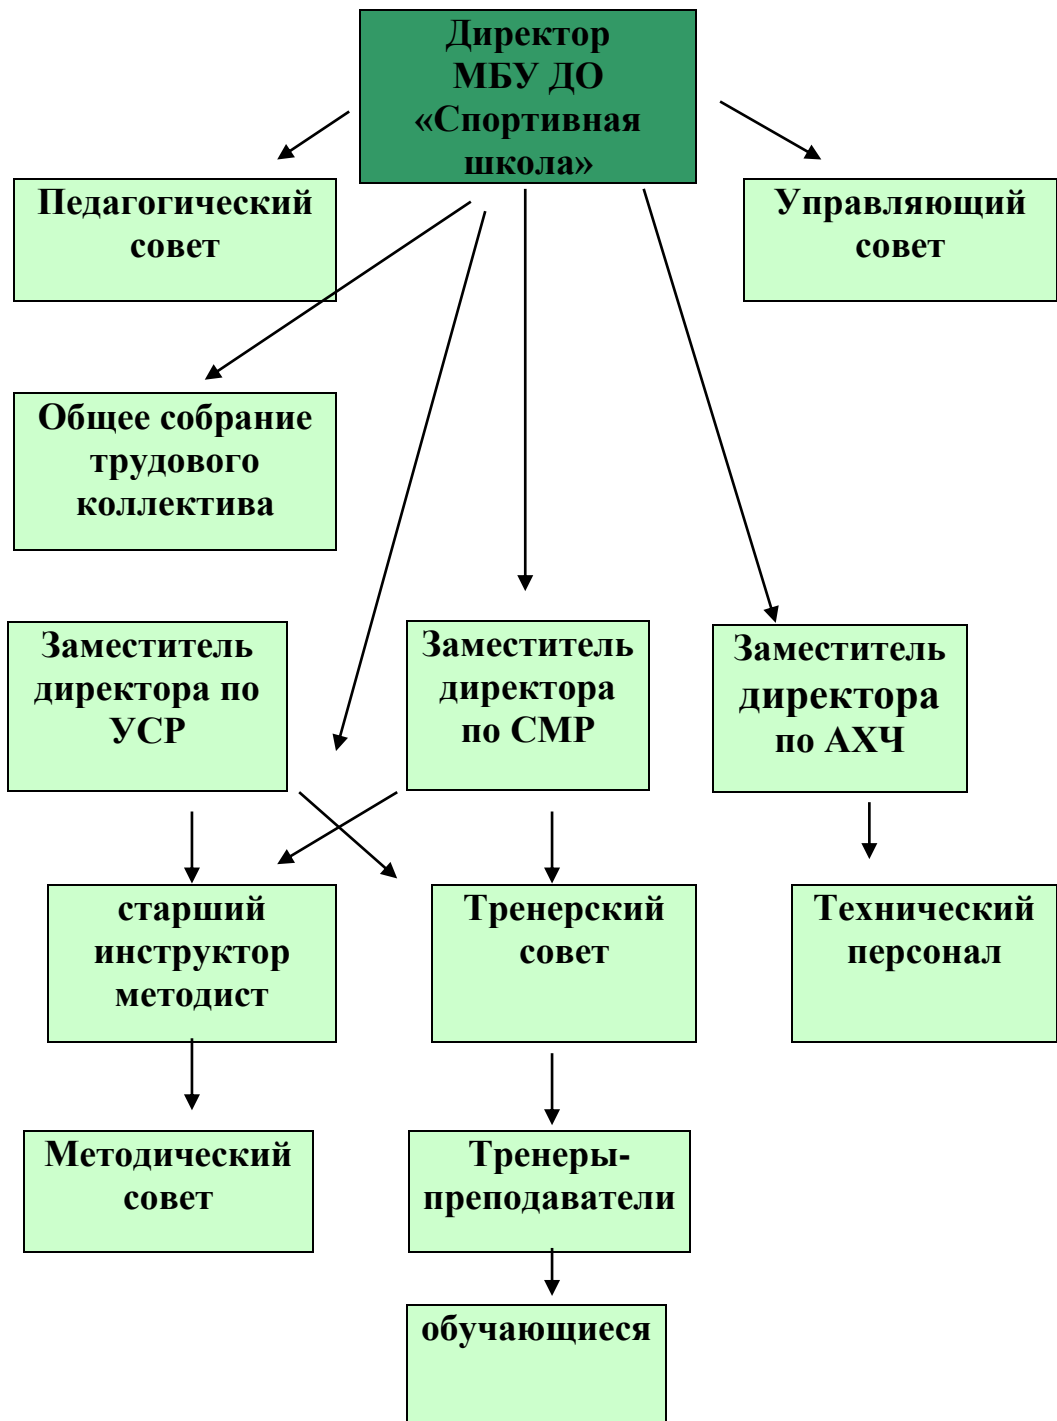 Директор
МБУ ДО
«Спортивная
школа»
Педагогический
совет
Управляющий
совет
Общее собрание
трудового
коллектива
Заместитель
директора по
УСР
Заместитель
директора
по СМР
Заместитель
директора
по АХЧ
старший
инструктор
методист
Тренерский
совет
Технический
персонал
Методический
совет
Тренеры-
преподаватели
обучающиеся